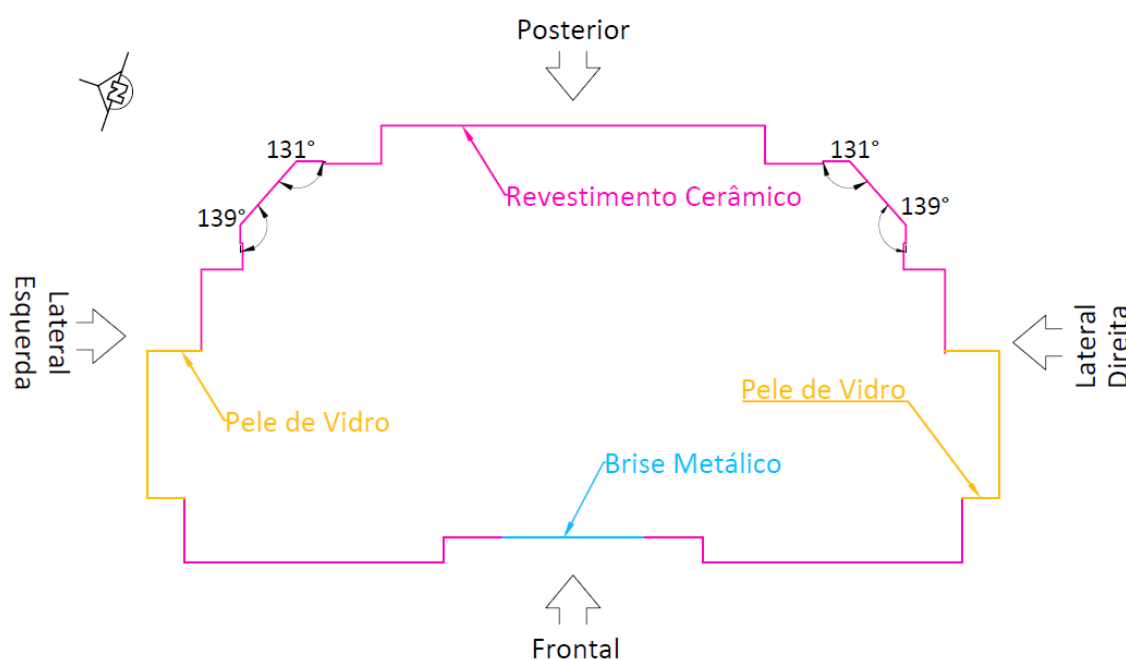 Posterior
N
131°
131°
Revestimento Cerâmico
139°
139°
Lateral
Esquerda
Lateral
Direita
Pele de Vidro
Pele de Vidro
Brise Metálico
Frontal